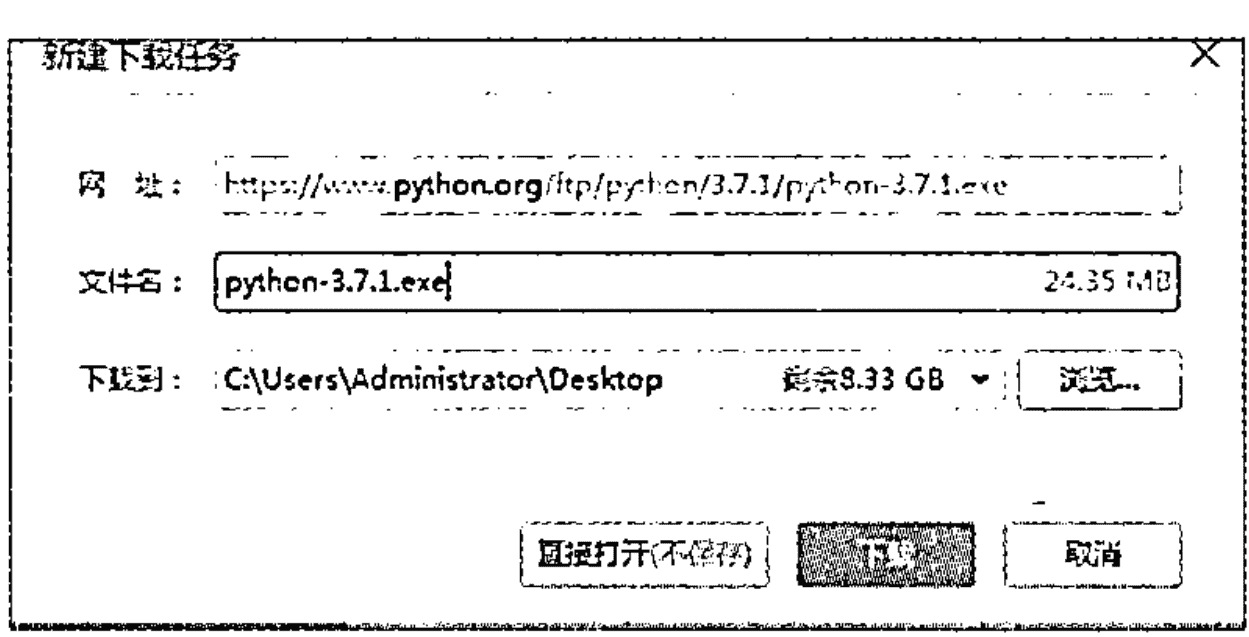 新建下载任务
网 址： https://www.python.org/ftp/python/3.7.1/python-3.7.1.exe
文件名： python-3.7.1.exe 24.35 MB
下载到： C:\Users\Administrator\Desktop 剩余8.33 GB 浏览...
直接打开(不保存) 下载 取消